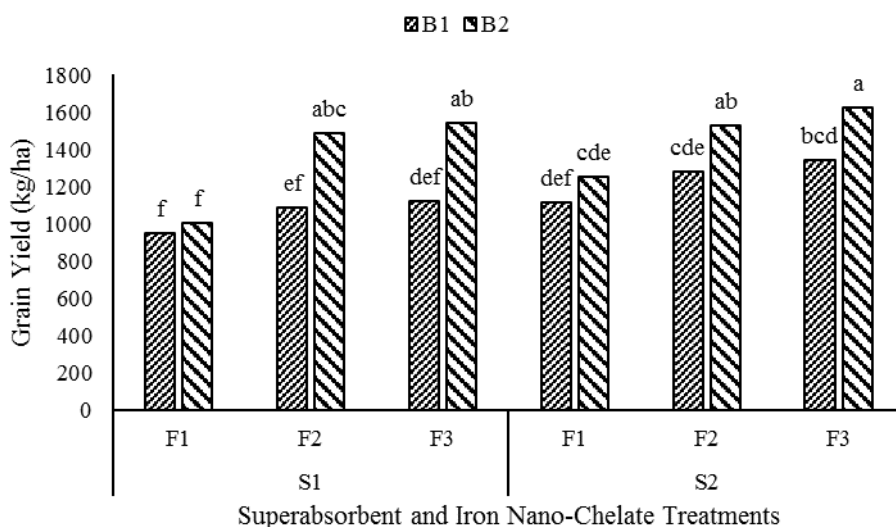 B1 B2
Grain Yield (kg/ha)
1800
1600
1400
1200
1000
800
600
400
200
0
f f ef abc def ab def cde cde ab bcd a
F1 F2 F3 F1 F2 F3
S1 S2
Superabsorbent and Iron Nano-Chelate Treatments